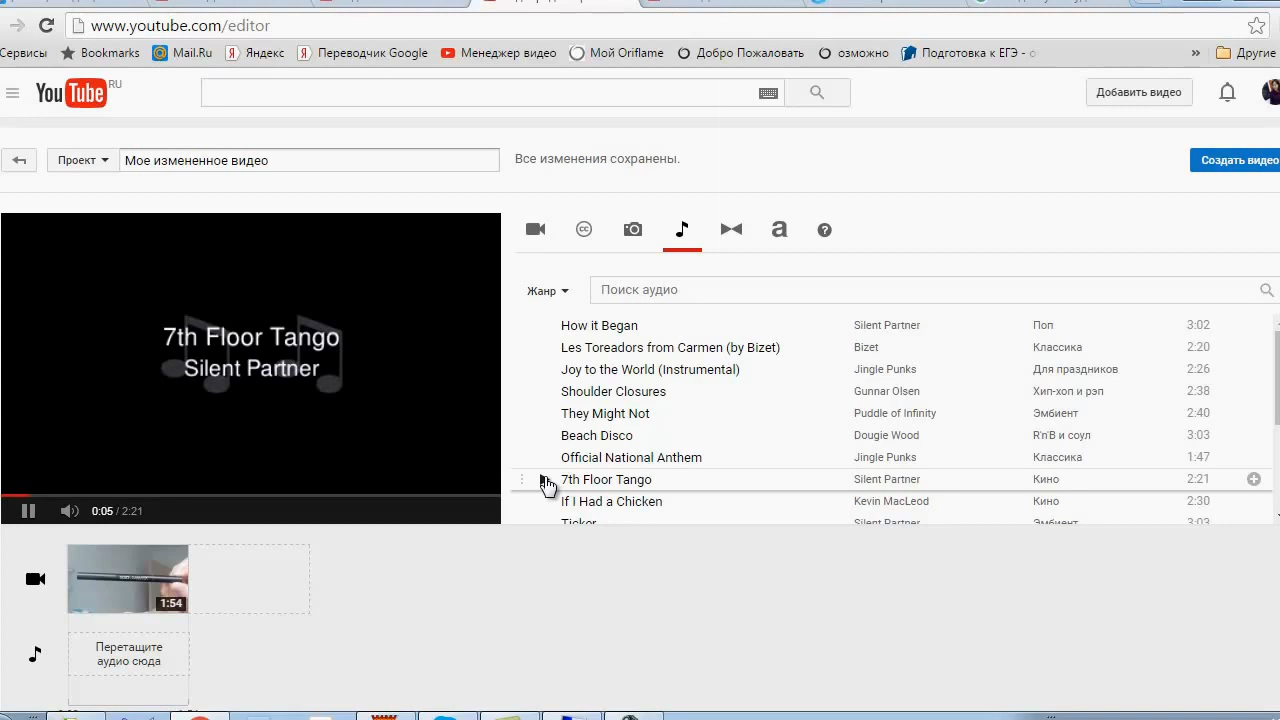 www.youtube.com/editor
Сервисы Bookmarks Mail.Ru Яндекс Переводчик Google Менеджер видео Мой Oriflame Добро Пожаловать озможно Подготовка к ЕГЭ - » Другие
YouTube RU Добавить видео
Проект Мое измененное видео Все изменения сохранены. Создать видео
Жанр Поиск аудио
7th Floor Tango
Silent Partner
How it Began Silent Partner Поп 3:02
Les Toreadors from Carmen (by Bizet) Bizet Классика 2:20
Joy to the World (Instrumental) Jingle Punks Для праздников 2:26
Shoulder Closures Gunnar Olsen Хип-хоп и рэп 2:38
They Might Not Puddle of Infinity Эмбиент 2:40
Beach Disco Dougie Wood R'n'B и соул 3:03
Official National Anthem Jingle Punks Классика 1:47
7th Floor Tango Silent Partner Кино 2:21
If I Had a Chicken Kevin MacLeod Кино 2:30
Ticker Silent Partner Эмбиент 3:03
0:05 / 2:21
1:54
Перетащите
аудио сюда